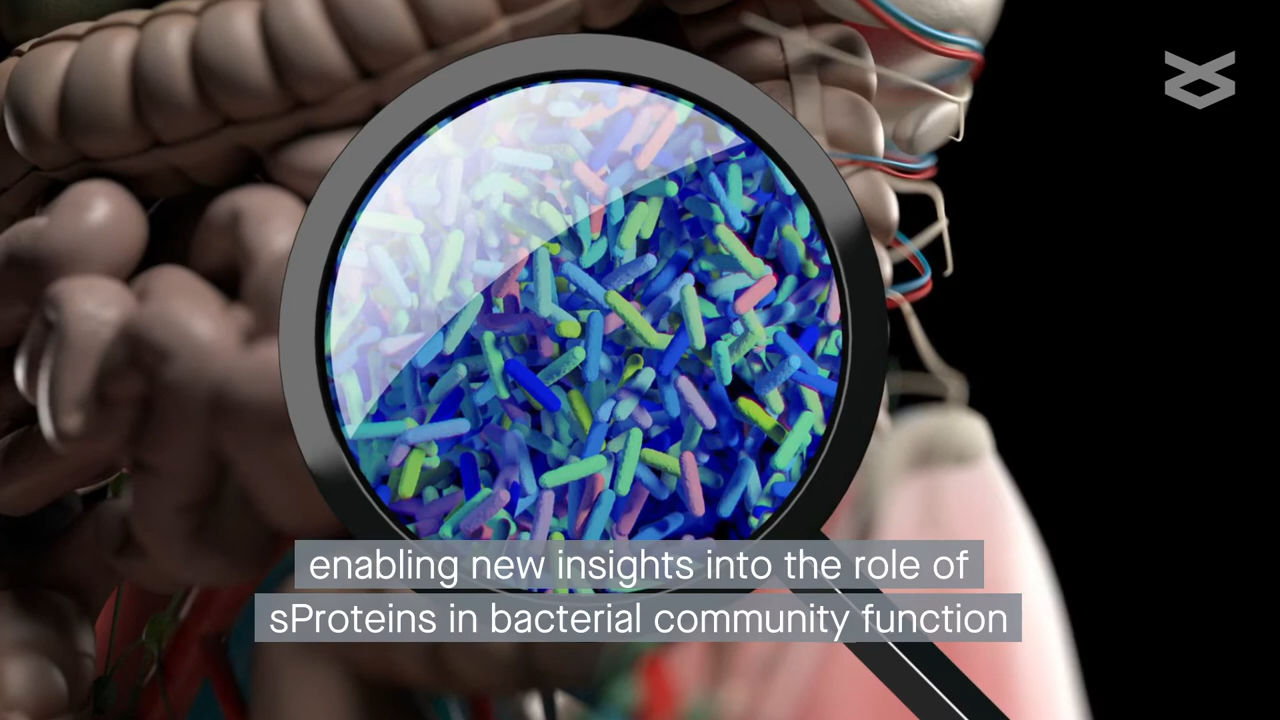 enabling new insights into the role of
sProteins in bacterial community function